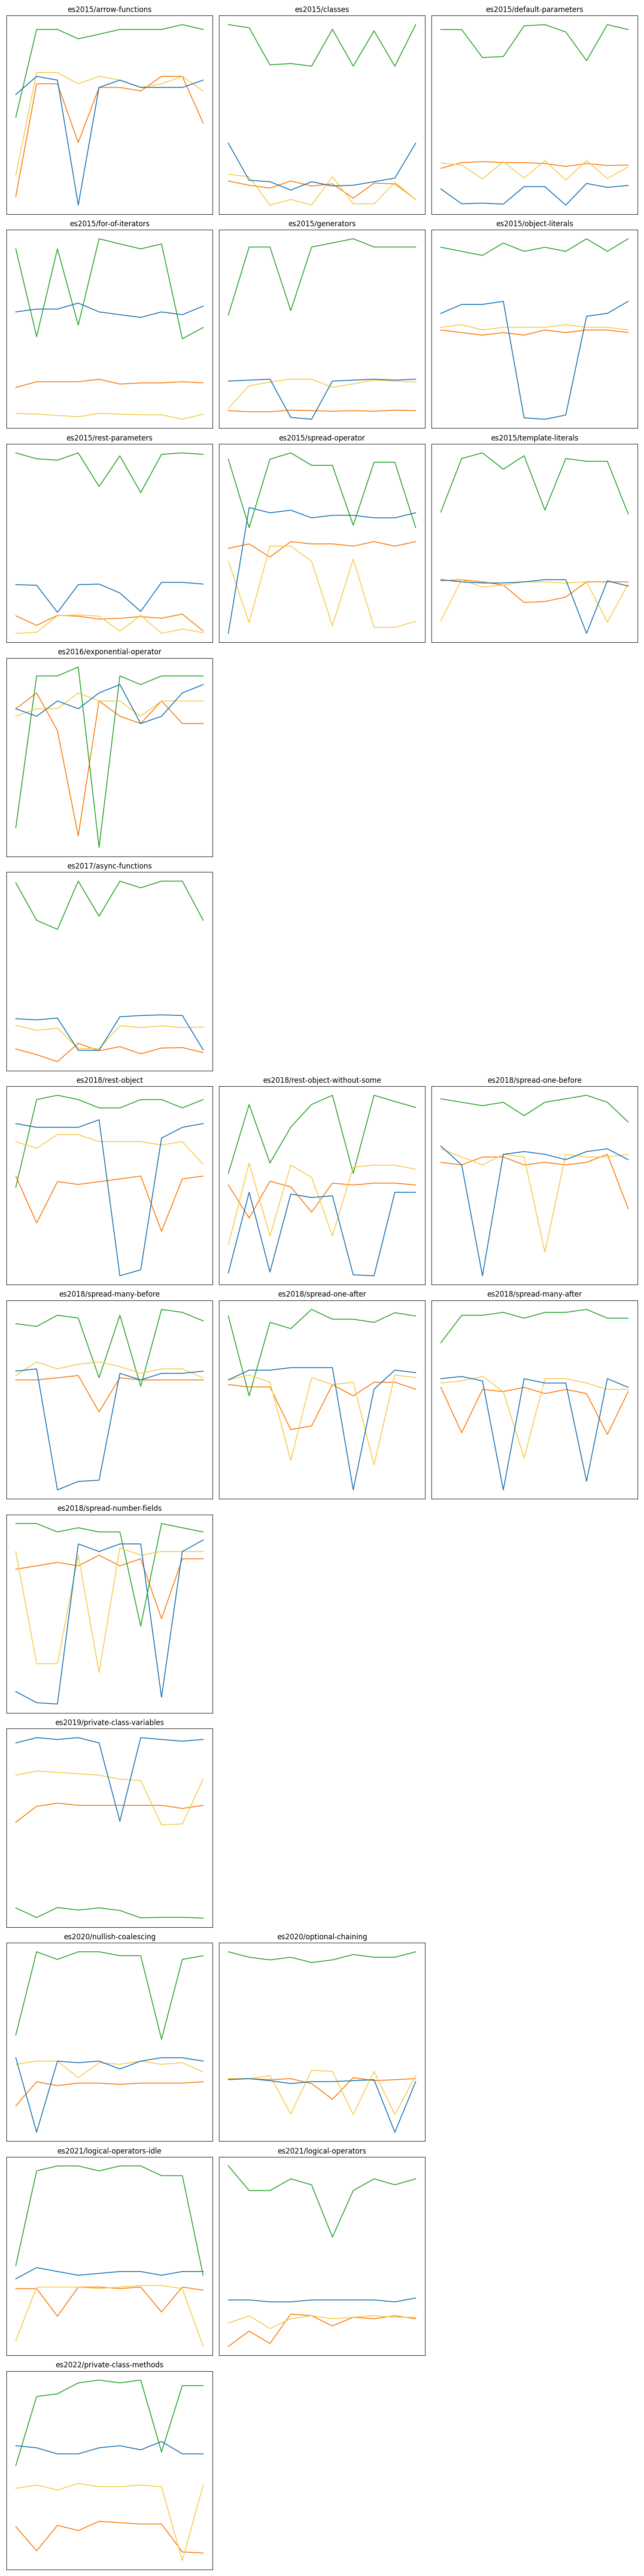 es2015/arrow-functions
es2015/classes
es2015/default-parameters
es2015/for-of-iterators
es2015/generators
es2015/object-literals
es2015/rest-parameters
es2015/spread-operator
es2015/template-literals
es2016/exponential-operator
es2017/async-functions
es2018/rest-object
es2018/rest-object-without-some
es2018/spread-one-before
es2018/spread-many-before
es2018/spread-one-after
es2018/spread-many-after
es2018/spread-number-fields
es2019/private-class-variables
es2020/nullish-coalescing
es2020/optional-chaining
es2021/logical-operators-idle
es2021/logical-operators
es2022/private-class-methods